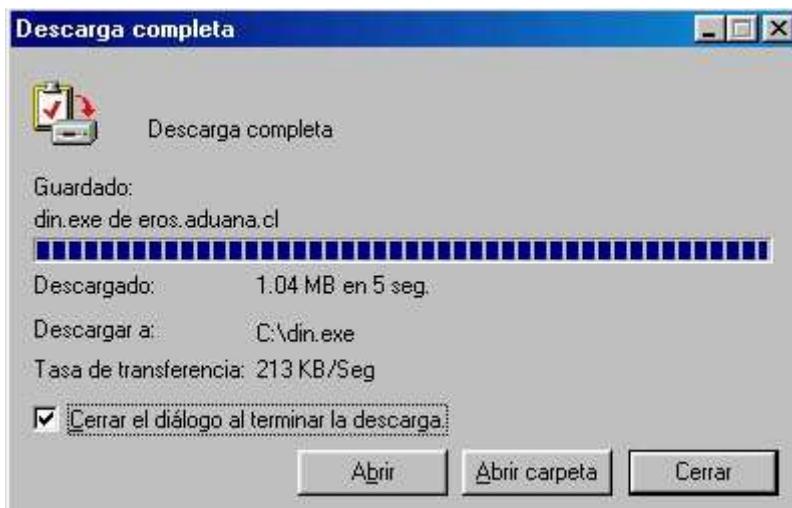 Descarga completa
Descarga completa
Guardado:
din.exe de eros.aduana.cl
Descargado: 1.04 MB en 5 seg.
Descargar a: C:\din.exe
Tasa de transferencia: 213 KB/Seg
Cerrar el diálogo al terminar la descarga.
Abrir Abrir carpeta Cerrar